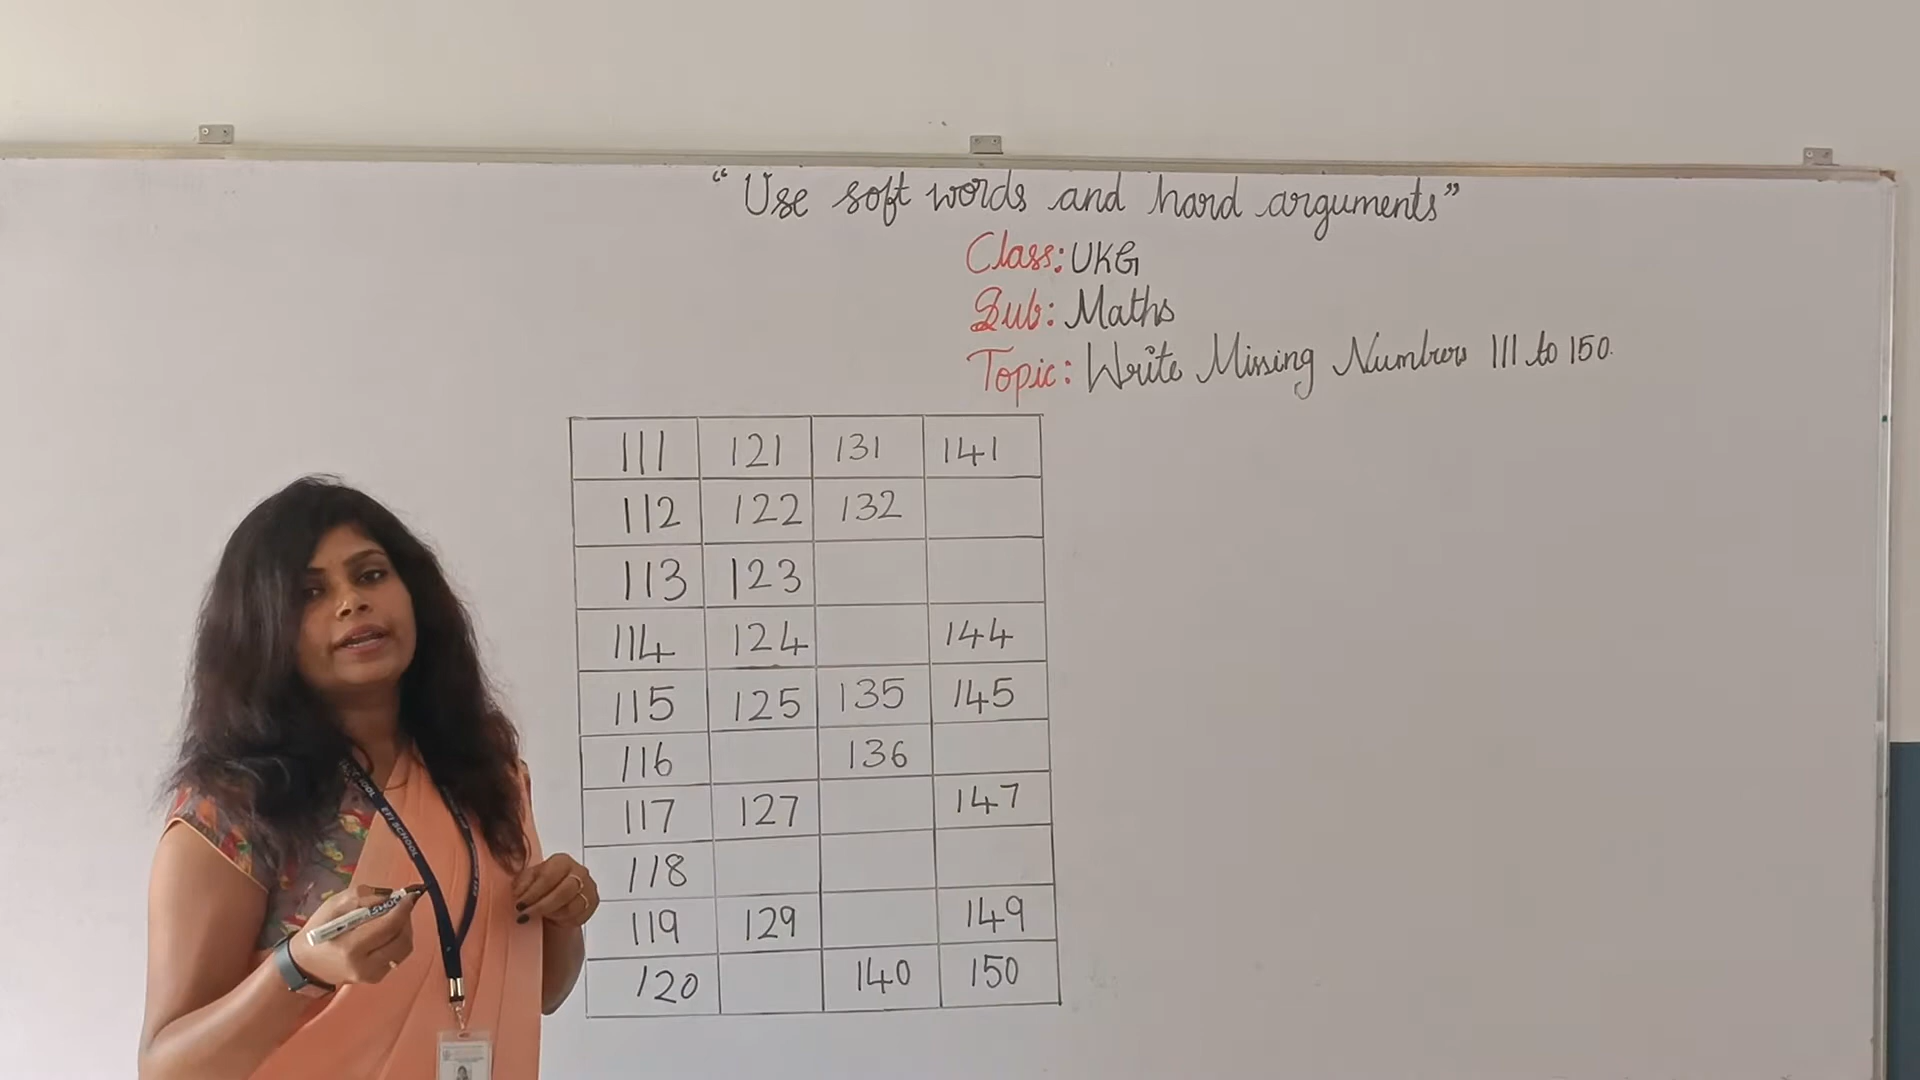 “Use soft words and hard arguments”
Class: UKG
Sub: Maths
Topic: Write Missing Numbers 111 to 150.
111 121 131 141
112 122 132
113 123
114 124 144
115 125 135 145
116 136
117 127 147
118
119 129 149
120 140 150
EFI SCHOOL